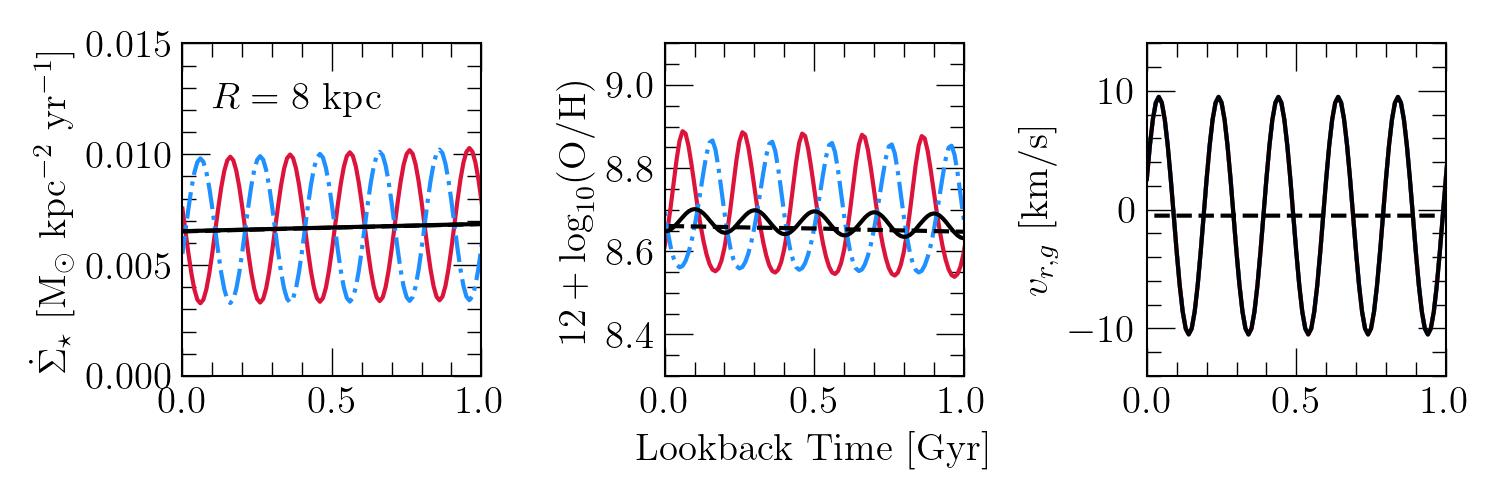 Σ̇⋆ [M⊙ kpc−2 yr−1]
0.015
0.010
0.005
0.000
R = 8 kpc
0.0 0.5 1.0
12 + log10(O/H)
9.0
8.8
8.6
8.4
0.0 0.5 1.0
Lookback Time [Gyr]
vr,g [km/s]
10
0
−10
0.0 0.5 1.0